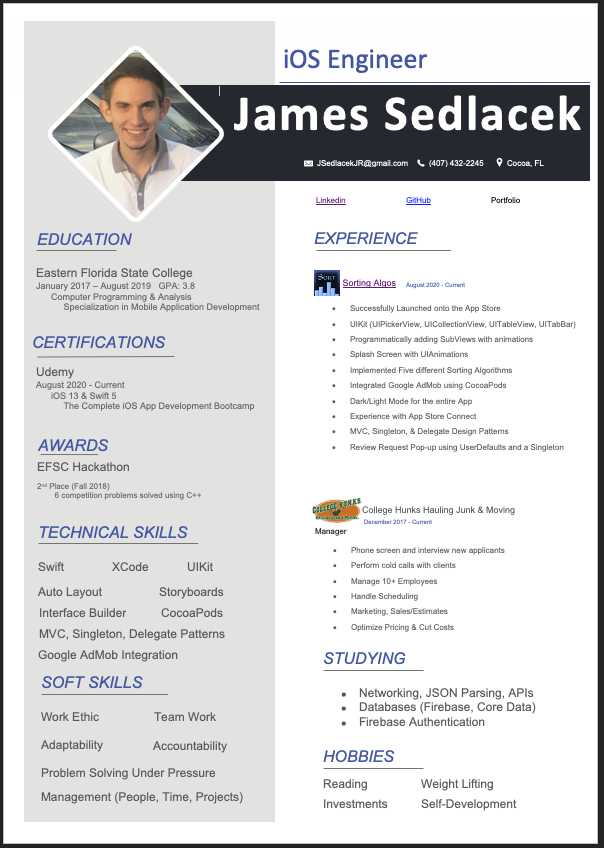 iOS Engineer
James Sedlacek
JSedlacekJR@gmail.com (407) 432-2245 Cocoa, FL
Linkedin GitHub Portfolio
EDUCATION
Eastern Florida State College
January 2017 – August 2019 GPA: 3.8
Computer Programming & Analysis
Specialization in Mobile Application Development
CERTIFICATIONS
Udemy
August 2020 - Current
iOS 13 & Swift 5
The Complete iOS App Development Bootcamp
AWARDS
EFSC Hackathon
2nd Place (Fall 2018)
6 competition problems solved using C++
TECHNICAL SKILLS
Swift XCode UIKit
Auto Layout Storyboards
Interface Builder CocoaPods
MVC, Singleton, Delegate Patterns
Google AdMob Integration
SOFT SKILLS
Work Ethic Team Work
Adaptability Accountability
Problem Solving Under Pressure
Management (People, Time, Projects)
EXPERIENCE
SORT
Sorting Algos August 2020 - Current
• Successfully Launched onto the App Store
• UIKit (UIPickerView, UICollectionView, UITableView, UITabBar)
• Programmatically adding SubViews with animations
• Splash Screen with UIAnimations
• Implemented Five different Sorting Algorithms
• Integrated Google AdMob using CocoaPods
• Dark/Light Mode for the entire App
• Experience with App Store Connect
• MVC, Singleton, & Delegate Design Patterns
• Review Request Pop-up using UserDefaults and a Singleton
COLLEGE HUNKS
College Hunks Hauling Junk & Moving
December 2017 - Current
Manager
• Phone screen and interview new applicants
• Perform cold calls with clients
• Manage 10+ Employees
• Handle Scheduling
• Marketing, Sales/Estimates
• Optimize Pricing & Cut Costs
STUDYING
• Networking, JSON Parsing, APIs
• Databases (Firebase, Core Data)
• Firebase Authentication
HOBBIES
Reading Weight Lifting
Investments Self-Development